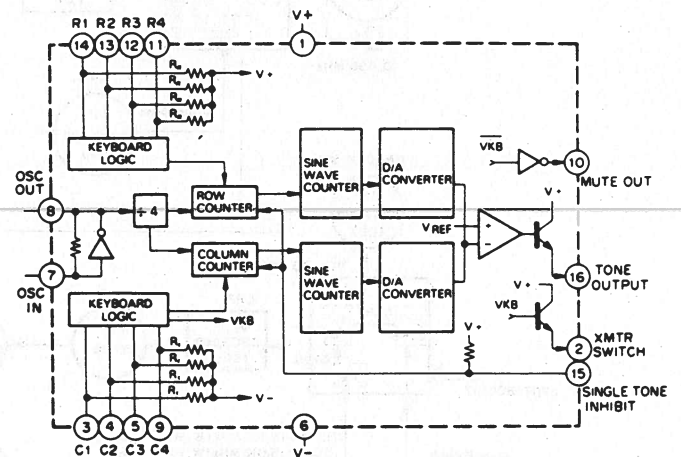 R1 R2 R3 R4
14 13 12 11
V+
1
V+
KEYBOARD
LOGIC
OSC
OUT
8
÷ 4
ROW
COUNTER
SINE
WAVE
COUNTER
D/A
CONVERTER
VKB
10
MUTE OUT
V+
VREF
+
−
7
OSC
IN
COLUMN
COUNTER
SINE
WAVE
COUNTER
D/A
CONVERTER
16
TONE
OUTPUT
KEYBOARD
LOGIC
VKB
V+
VKB
2
XMTR
SWITCH
V+
15
SINGLE TONE
INHIBIT
V−
3 4 5 9
C1 C2 C3 C4
6
V−